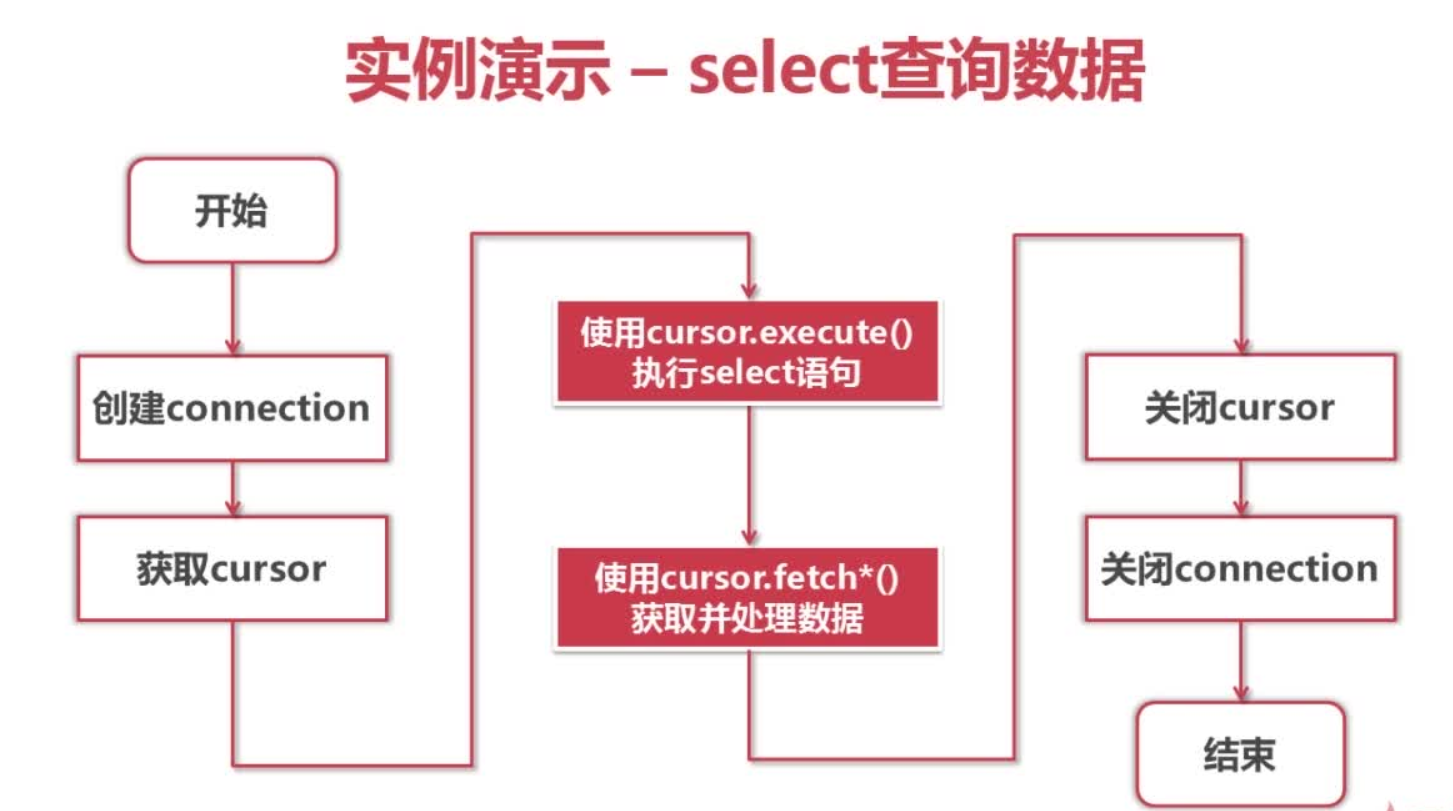 实例演示 – select查询数据
开始
创建connection
获取cursor
使用cursor.execute()
执行select语句
使用cursor.fetch*()
获取并处理数据
关闭cursor
关闭connection
结束